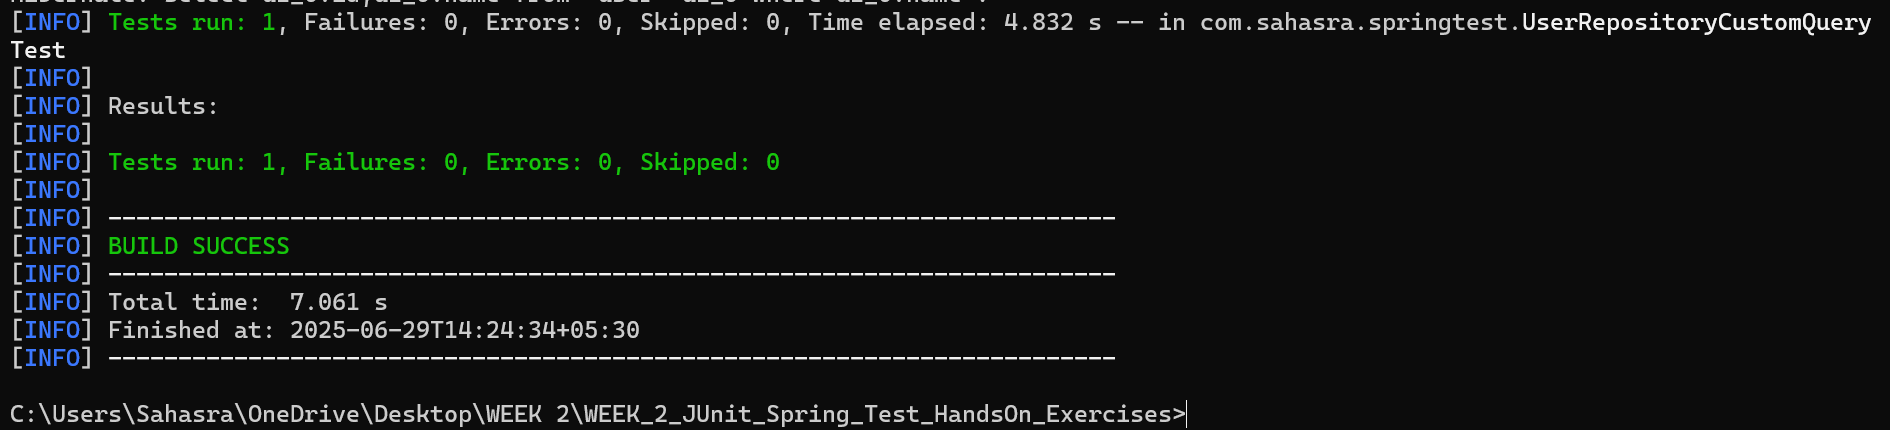 [INFO] Tests run: 1, Failures: 0, Errors: 0, Skipped: 0, Time elapsed: 4.832 s -- in com.sahasra.springtest.UserRepositoryCustomQuery
Test
[INFO]
[INFO] Results:
[INFO]
[INFO] Tests run: 1, Failures: 0, Errors: 0, Skipped: 0
[INFO]
[INFO] ------------------------------------------------------------------------
[INFO] BUILD SUCCESS
[INFO] ------------------------------------------------------------------------
[INFO] Total time:  7.061 s
[INFO] Finished at: 2025-06-29T14:24:34+05:30
[INFO] ------------------------------------------------------------------------
C:\Users\Sahasra\OneDrive\Desktop\WEEK 2\WEEK_2_JUnit_Spring_Test_HandsOn_Exercises>